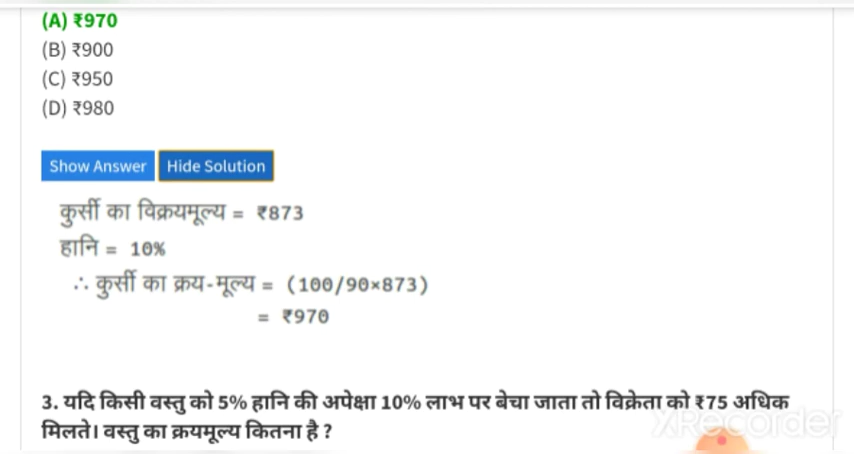 (A) ₹970
(B) ₹900
(C) ₹950
(D) ₹980
Show Answer Hide Solution
कुर्सी का विक्रयमूल्य = ₹873
हानि = 10%
∴ कुर्सी का क्रय-मूल्य = (100/90×873)
= ₹970
3. यदि किसी वस्तु को 5% हानि की अपेक्षा 10% लाभ पर बेचा जाता तो विक्रेता को ₹75 अधिक
मिलते। वस्तु का क्रयमूल्य कितना है ?
XRecorder